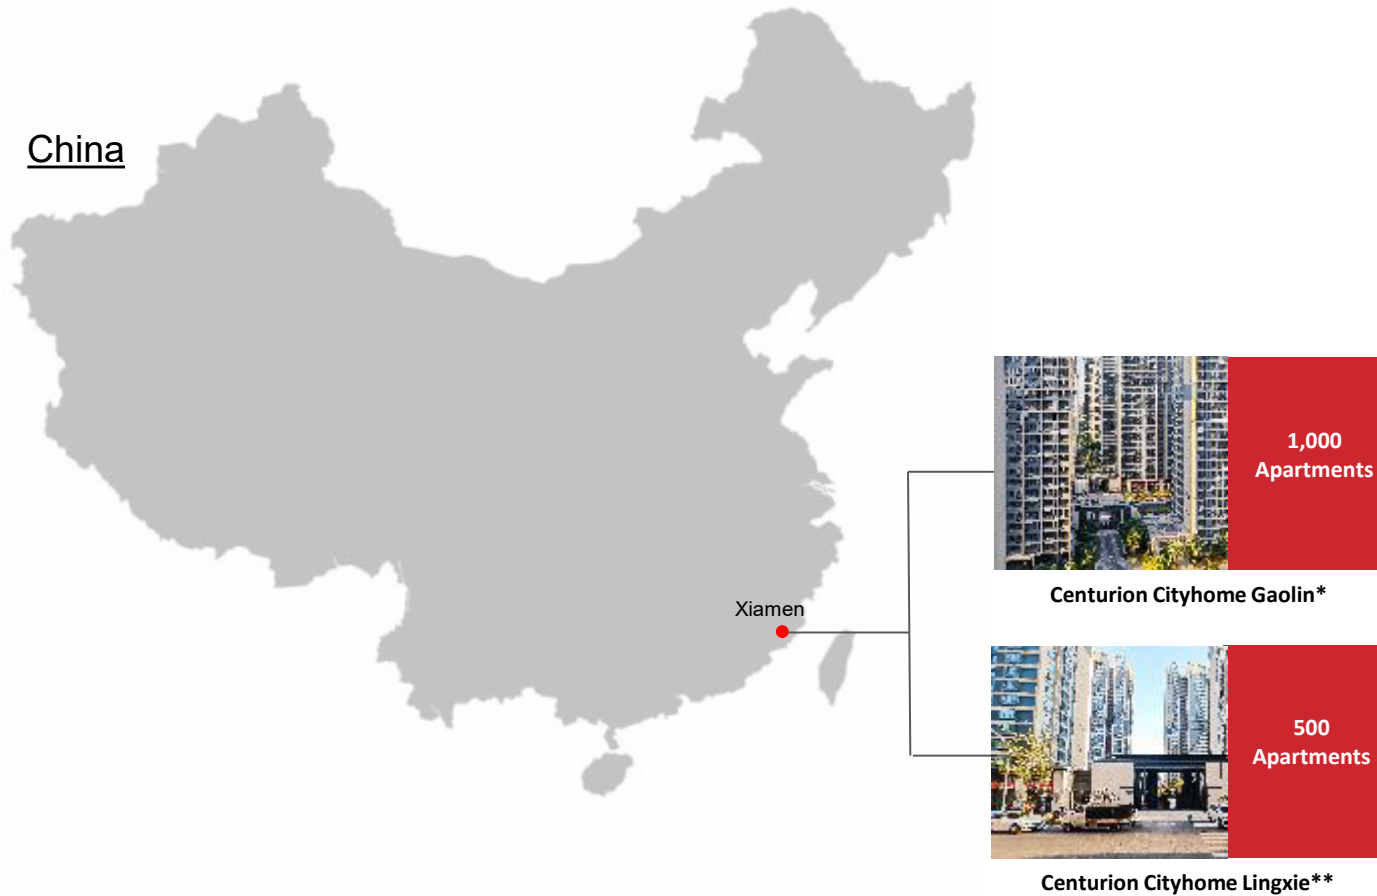 China
Xiamen
1,000
Apartments
Centurion Cityhome Gaolin*
500
Apartments
Centurion Cityhome Lingxie**